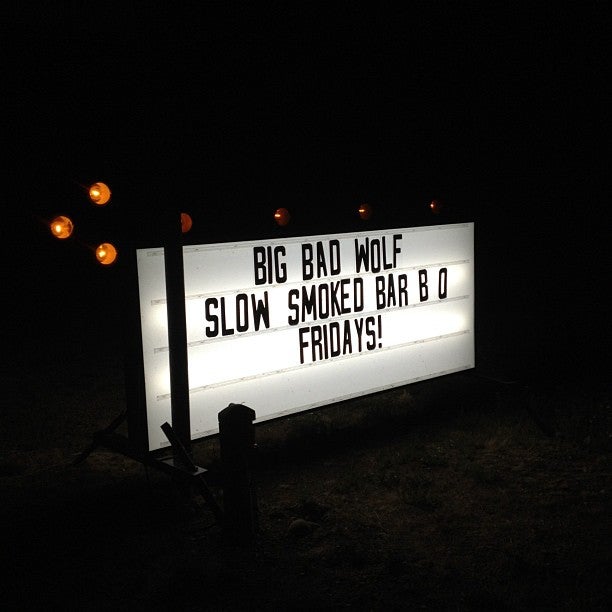 BIG BAD WOLF
SLOW SMOKED BAR B O
FRIDAYS!